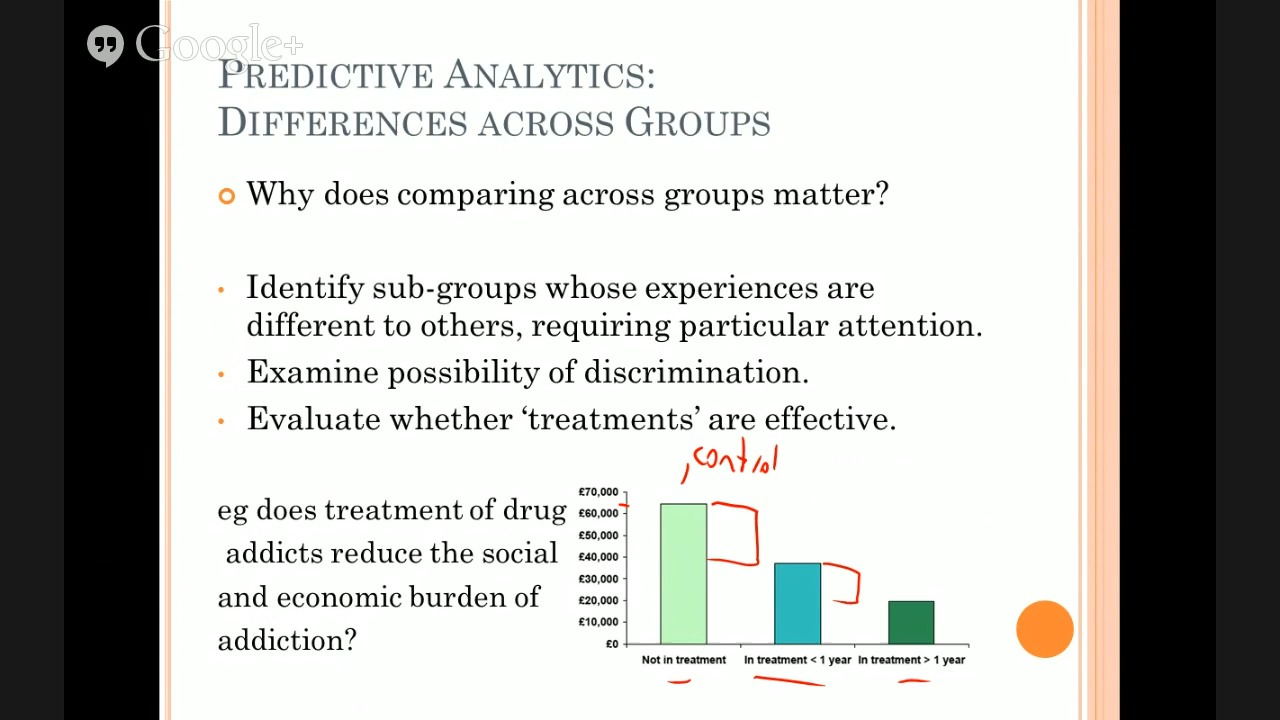 Google+
PREDICTIVE ANALYTICS:
DIFFERENCES ACROSS GROUPS
Why does comparing across groups matter?
Identify sub-groups whose experiences are
different to others, requiring particular attention.
Examine possibility of discrimination.
Evaluate whether ‘treatments’ are effective.
control
eg does treatment of drug
addicts reduce the social
and economic burden of
addiction?
£70,000
£60,000
£50,000
£40,000
£30,000
£20,000
£10,000
£0
Not in treatment
In treatment < 1 year
In treatment > 1 year